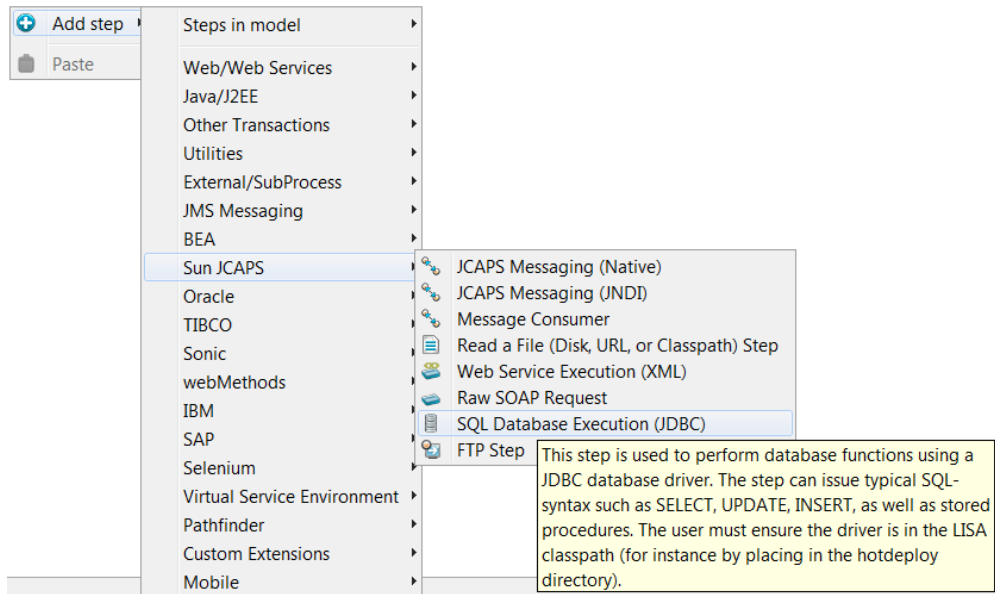 Add step
Paste
Steps in model
Web/Web Services
Java/J2EE
Other Transactions
Utilities
External/SubProcess
JMS Messaging
BEA
Sun JCAPS
Oracle
TIBCO
Sonic
webMethods
IBM
SAP
Selenium
Virtual Service Environment
Pathfinder
Custom Extensions
Mobile
JCAPS Messaging (Native)
JCAPS Messaging (JNDI)
Message Consumer
Read a File (Disk, URL, or Classpath) Step
Web Service Execution (XML)
Raw SOAP Request
SQL Database Execution (JDBC)
FTP Step
This step is used to perform database functions using a
JDBC database driver. The step can issue typical SQL-
syntax such as SELECT, UPDATE, INSERT, as well as stored
procedures. The user must ensure the driver is in the LISA
classpath (for instance by placing in the hotdeploy
directory).